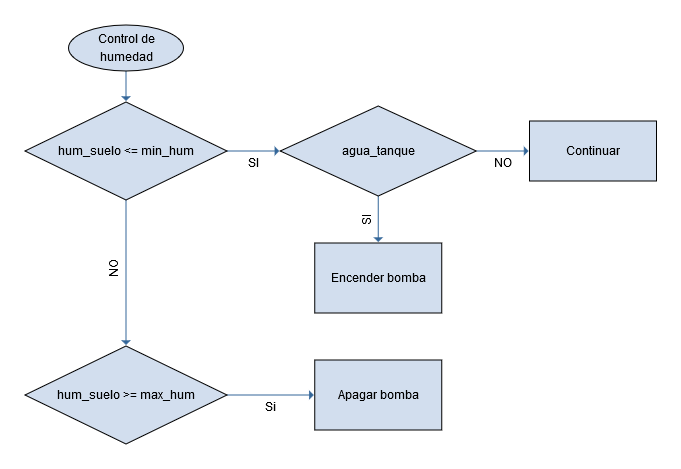 Control de
humedad
hum_suelo <= min_hum
SI
agua_tanque
NO
Continuar
SI
Encender bomba
NO
hum_suelo >= max_hum
Si
Apagar bomba